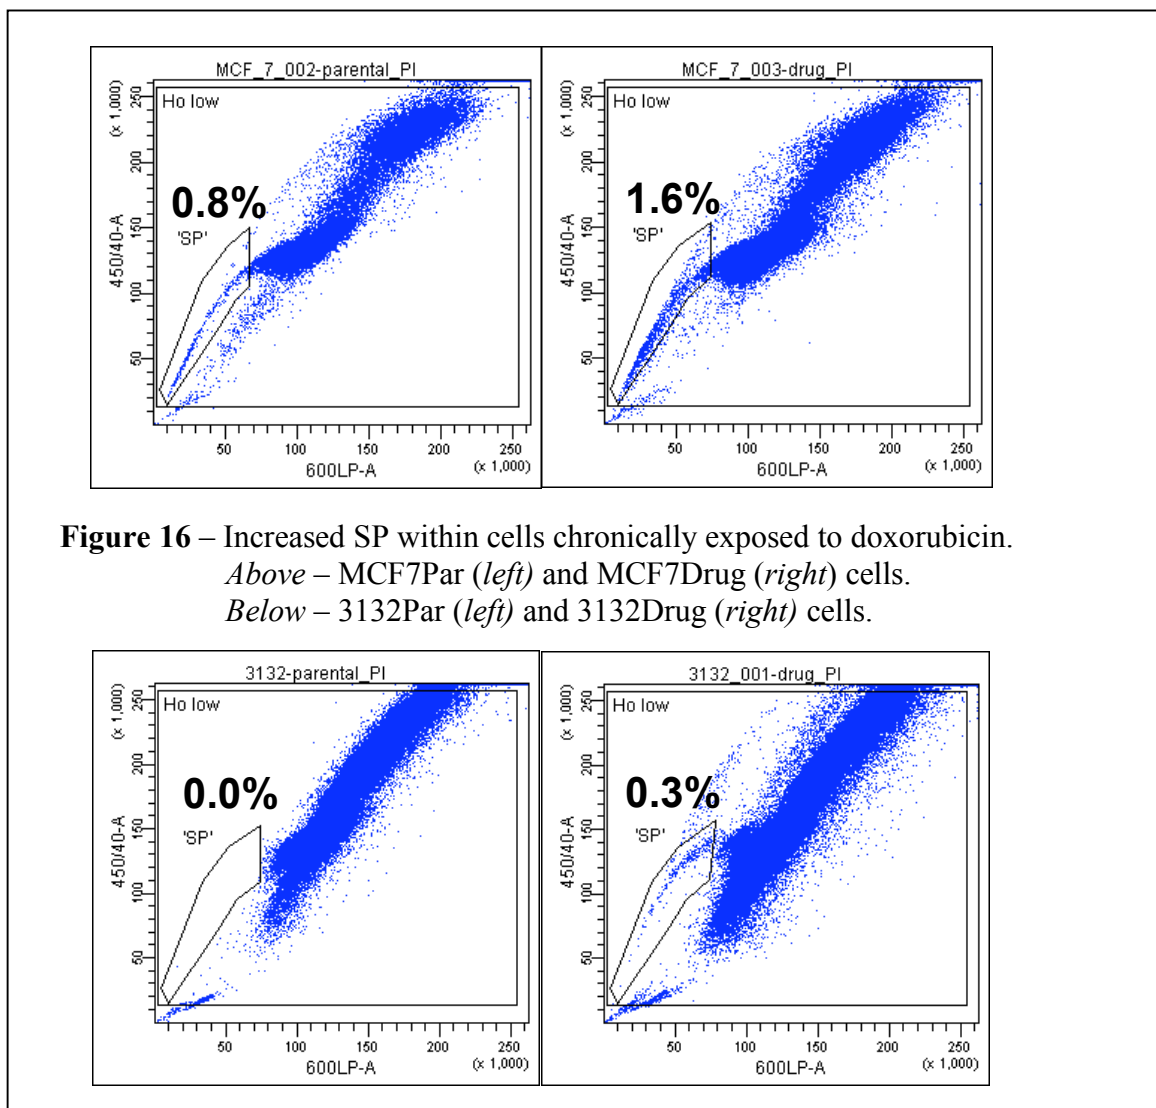 MCF_7_002-parental_PI
(x 1,000)
250
200
150
100
50
450/40-A
Ho low
0.8%
'SP'
50 100 150 200 250
600LP-A (x 1,000)
MCF_7_003-drug_PI
(x 1,000)
250
200
150
100
50
450/40-A
Ho low
1.6%
'SP'
50 100 150 200 250
600LP-A (x 1,000)
Figure 16 – Increased SP within cells chronically exposed to doxorubicin.
Above – MCF7Par (left) and MCF7Drug (right) cells.
Below – 3132Par (left) and 3132Drug (right) cells.
3132-parental_PI
(x 1,000)
250
200
150
100
50
450/40-A
Ho low
0.0%
'SP'
50 100 150 200 250
600LP-A (x 1,000)
3132_001-drug_PI
(x 1,000)
250
200
150
100
50
450/40-A
Ho low
0.3%
'SP'
50 100 150 200 250
600LP-A (x 1,000)